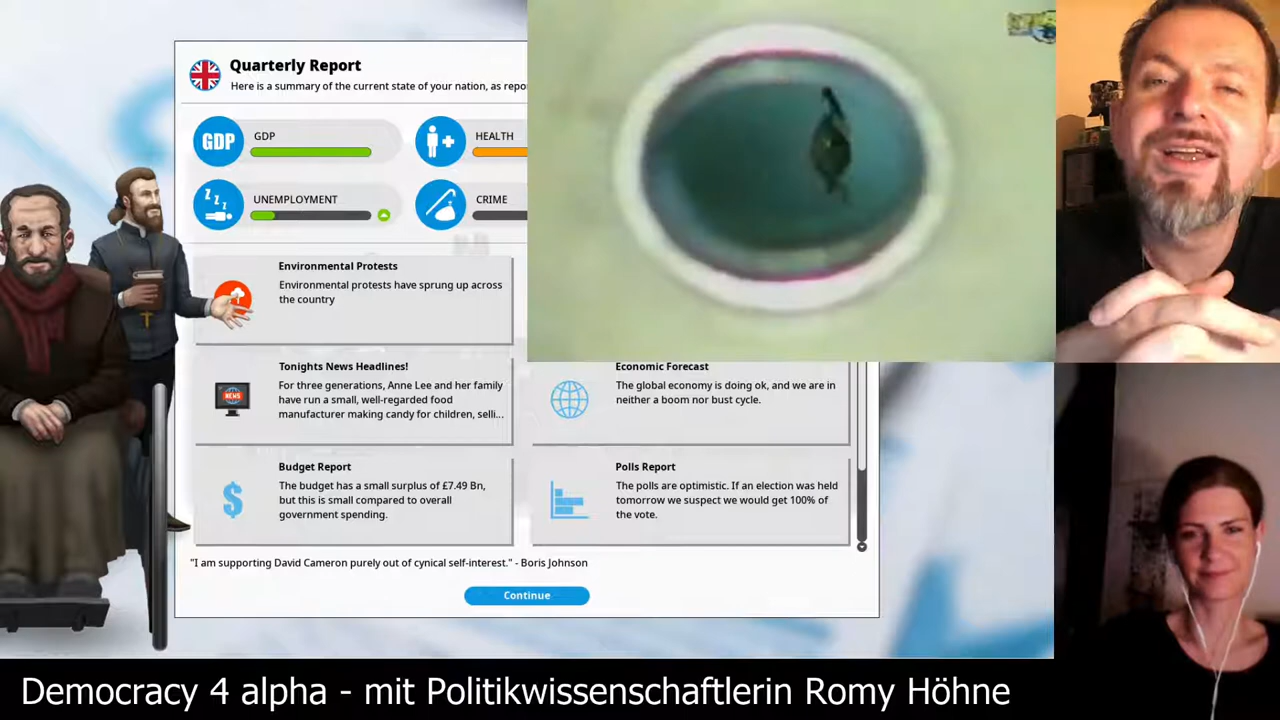 Quarterly Report
Here is a summary of the current state of your nation, as repo
GDP
GDP
HEALTH
UNEMPLOYMENT
CRIME
Environmental Protests
Environmental protests have sprung up across
the country
Tonights News Headlines!
For three generations, Anne Lee and her family
have run a small, well-regarded food
manufacturer making candy for children, selli...
NEWS
Economic Forecast
The global economy is doing ok, and we are in
neither a boom nor bust cycle.
Budget Report
The budget has a small surplus of £7.49 Bn,
but this is small compared to overall
government spending.
Polls Report
The polls are optimistic. If an election was held
tomorrow we suspect we would get 100% of
the vote.
"I am supporting David Cameron purely out of cynical self-interest." - Boris Johnson
Continue
Democracy 4 alpha - mit Politikwissenschaftlerin Romy Höhne